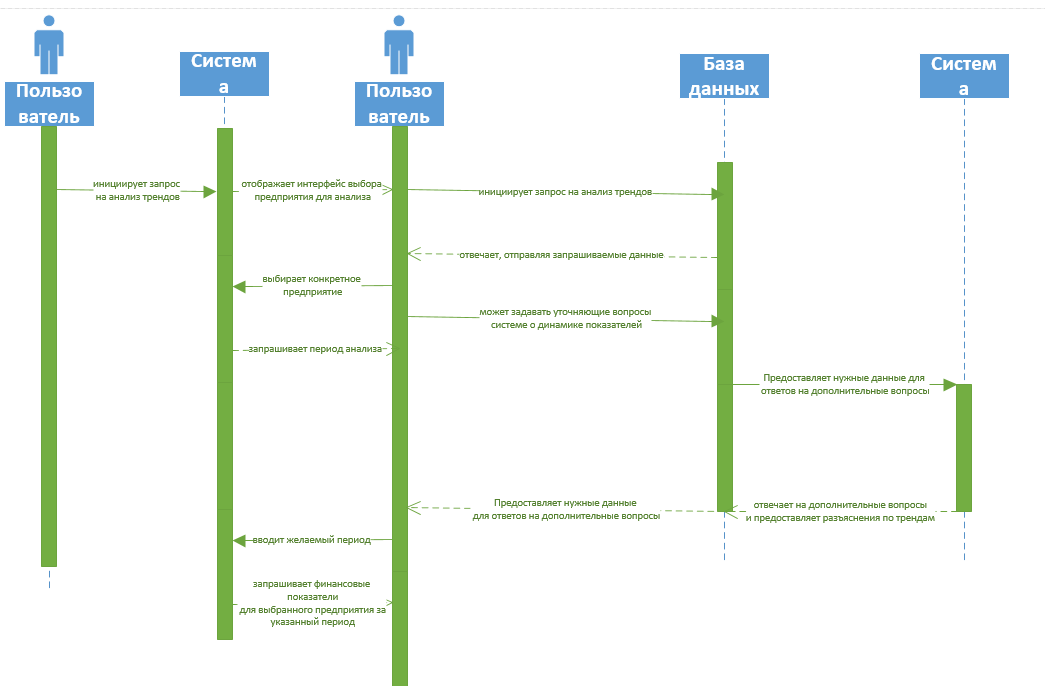 Систем
а
База
данных
Систем
а
Пользо
ватель
Пользо
ватель
инициирует запрос
на анализ трендов
отображает интерфейс выбора
предприятия для анализа
инициирует запрос на анализ трендов
отвечает, отправляя запрашиваемые данные
выбирает конкретное
предприятие
может задавать уточняющие вопросы
системе о динамике показателей
запрашивает период анализа
Предоставляет нужные данные для
ответов на дополнительные вопросы
Предоставляет нужные данные
для ответов на дополнительные вопросы
отвечает на дополнительные вопросы
и предоставляет разъяснения по трендам
вводит желаемый период
запрашивает финансовые
показатели
для выбранного предприятия за
указанный период